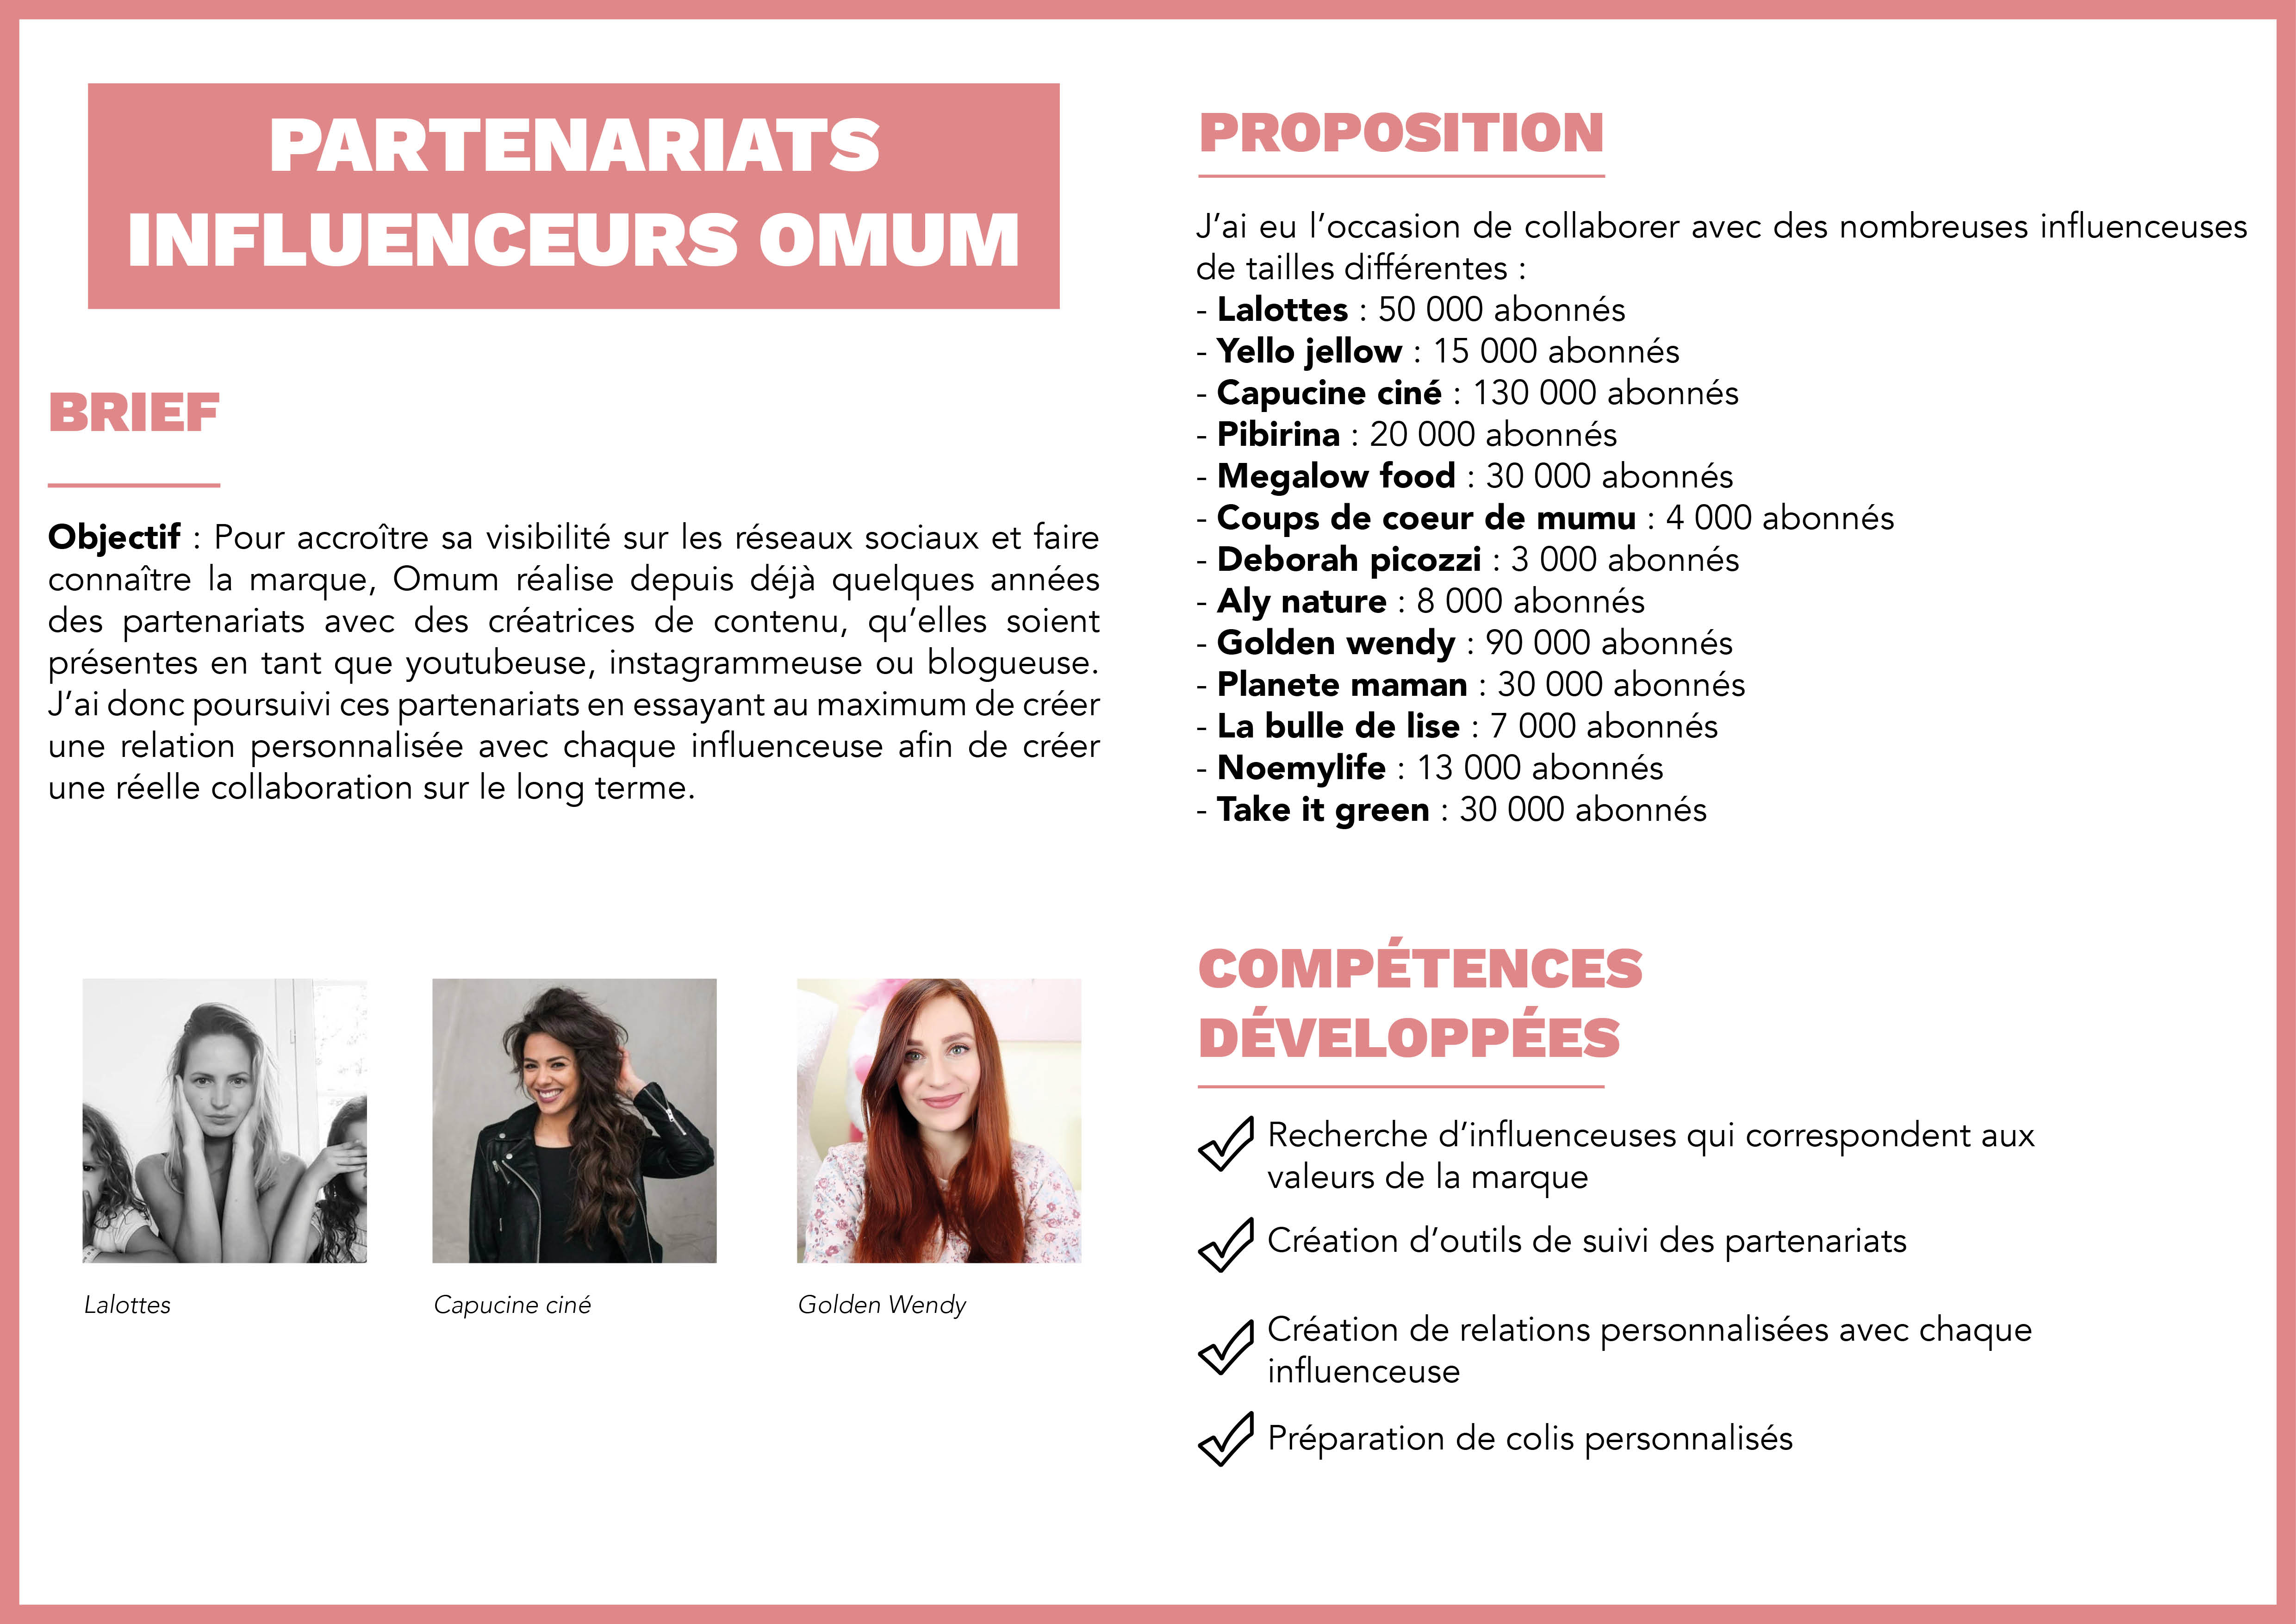 PARTENARIATS
INFLUENCEURS OMUM
BRIEF
Objectif : Pour accroître sa visibilité sur les réseaux sociaux et faire
connaître la marque, Omum réalise depuis déjà quelques années
des partenariats avec des créatrices de contenu, qu’elles soient
présentes en tant que youtubeuse, instagrammeuse ou blogueuse.
J’ai donc poursuivi ces partenariats en essayant au maximum de créer
une relation personnalisée avec chaque influenceuse afin de créer
une réelle collaboration sur le long terme.
Lalottes
Capucine ciné
Golden Wendy
PROPOSITION
J’ai eu l’occasion de collaborer avec des nombreuses influenceuses
de tailles différentes :
- Lalottes : 50 000 abonnés
- Yello jellow : 15 000 abonnés
- Capucine ciné : 130 000 abonnés
- Pibirina : 20 000 abonnés
- Megalow food : 30 000 abonnés
- Coups de coeur de mumu : 4 000 abonnés
- Deborah picozzi : 3 000 abonnés
- Aly nature : 8 000 abonnés
- Golden wendy : 90 000 abonnés
- Planete maman : 30 000 abonnés
- La bulle de lise : 7 000 abonnés
- Noemylife : 13 000 abonnés
- Take it green : 30 000 abonnés
COMPÉTENCES
DÉVELOPPÉES
Recherche d’influenceuses qui correspondent aux
valeurs de la marque
Création d’outils de suivi des partenariats
Création de relations personnalisées avec chaque
influenceuse
Préparation de colis personnalisés